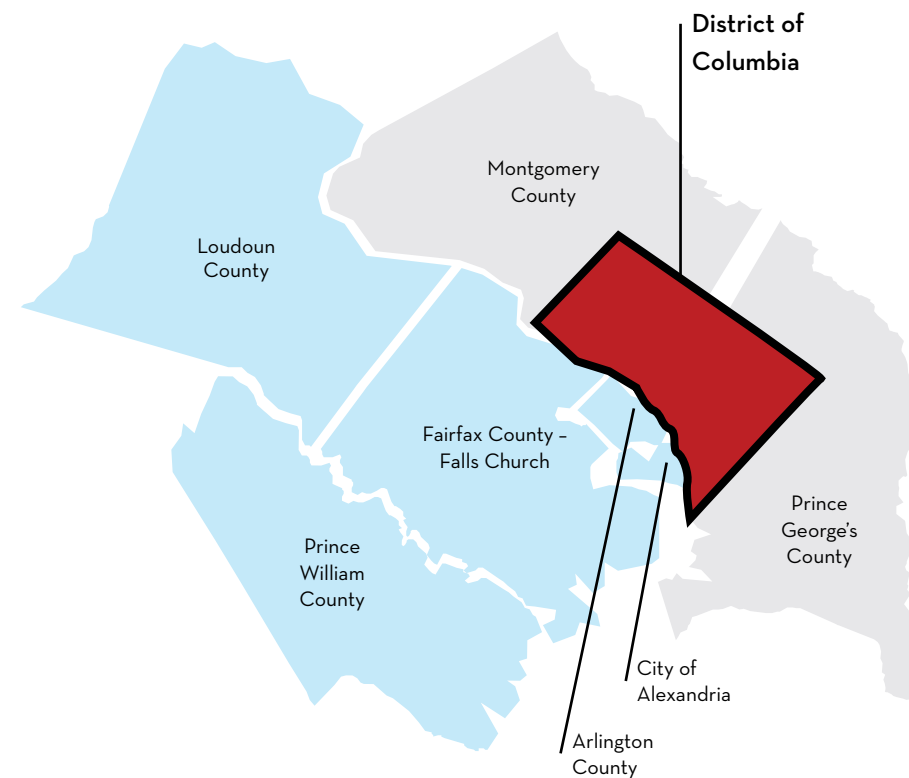 District of
Columbia
Montgomery
County
Loudoun
County
Fairfax County –
Falls Church
Prince
George's
County
Prince
William
County
City of
Alexandria
Arlington
County